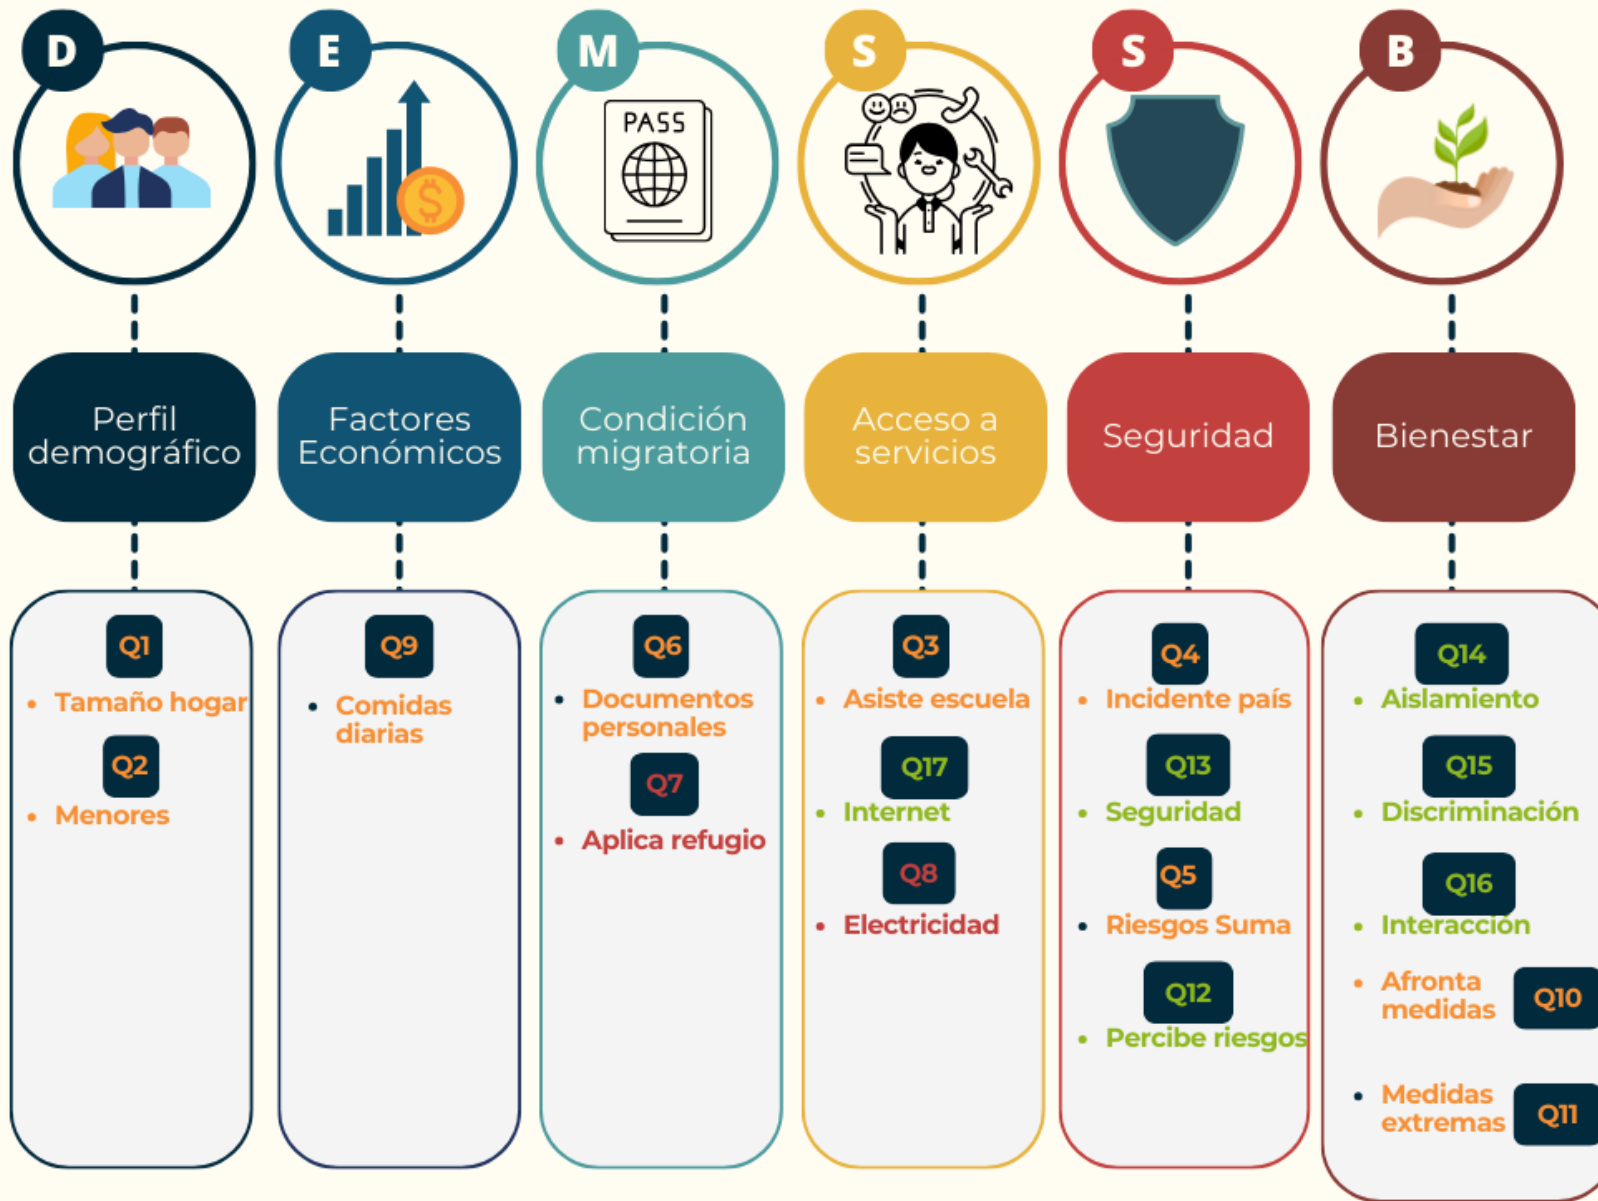 D
E
M
S
S
B
PASS
$
Perfil
demográfico
Factores
Económicos
Condición
migratoria
Acceso a
servicios
Seguridad
Bienestar
Q1
• Tamaño hogar
Q2
• Menores
Q9
• Comidas
diarias
Q6
• Documentos
personales
Q7
• Aplica refugio
Q3
• Asiste escuela
Q17
• Internet
Q8
• Electricidad
Q4
• Incidente país
Q13
• Seguridad
Q5
• Riesgos Suma
Q12
• Percibe riesgos
Q14
• Aislamiento
Q15
• Discriminación
Q16
• Interacción
• Afronta
medidas
Q10
• Medidas
extremas
Q11